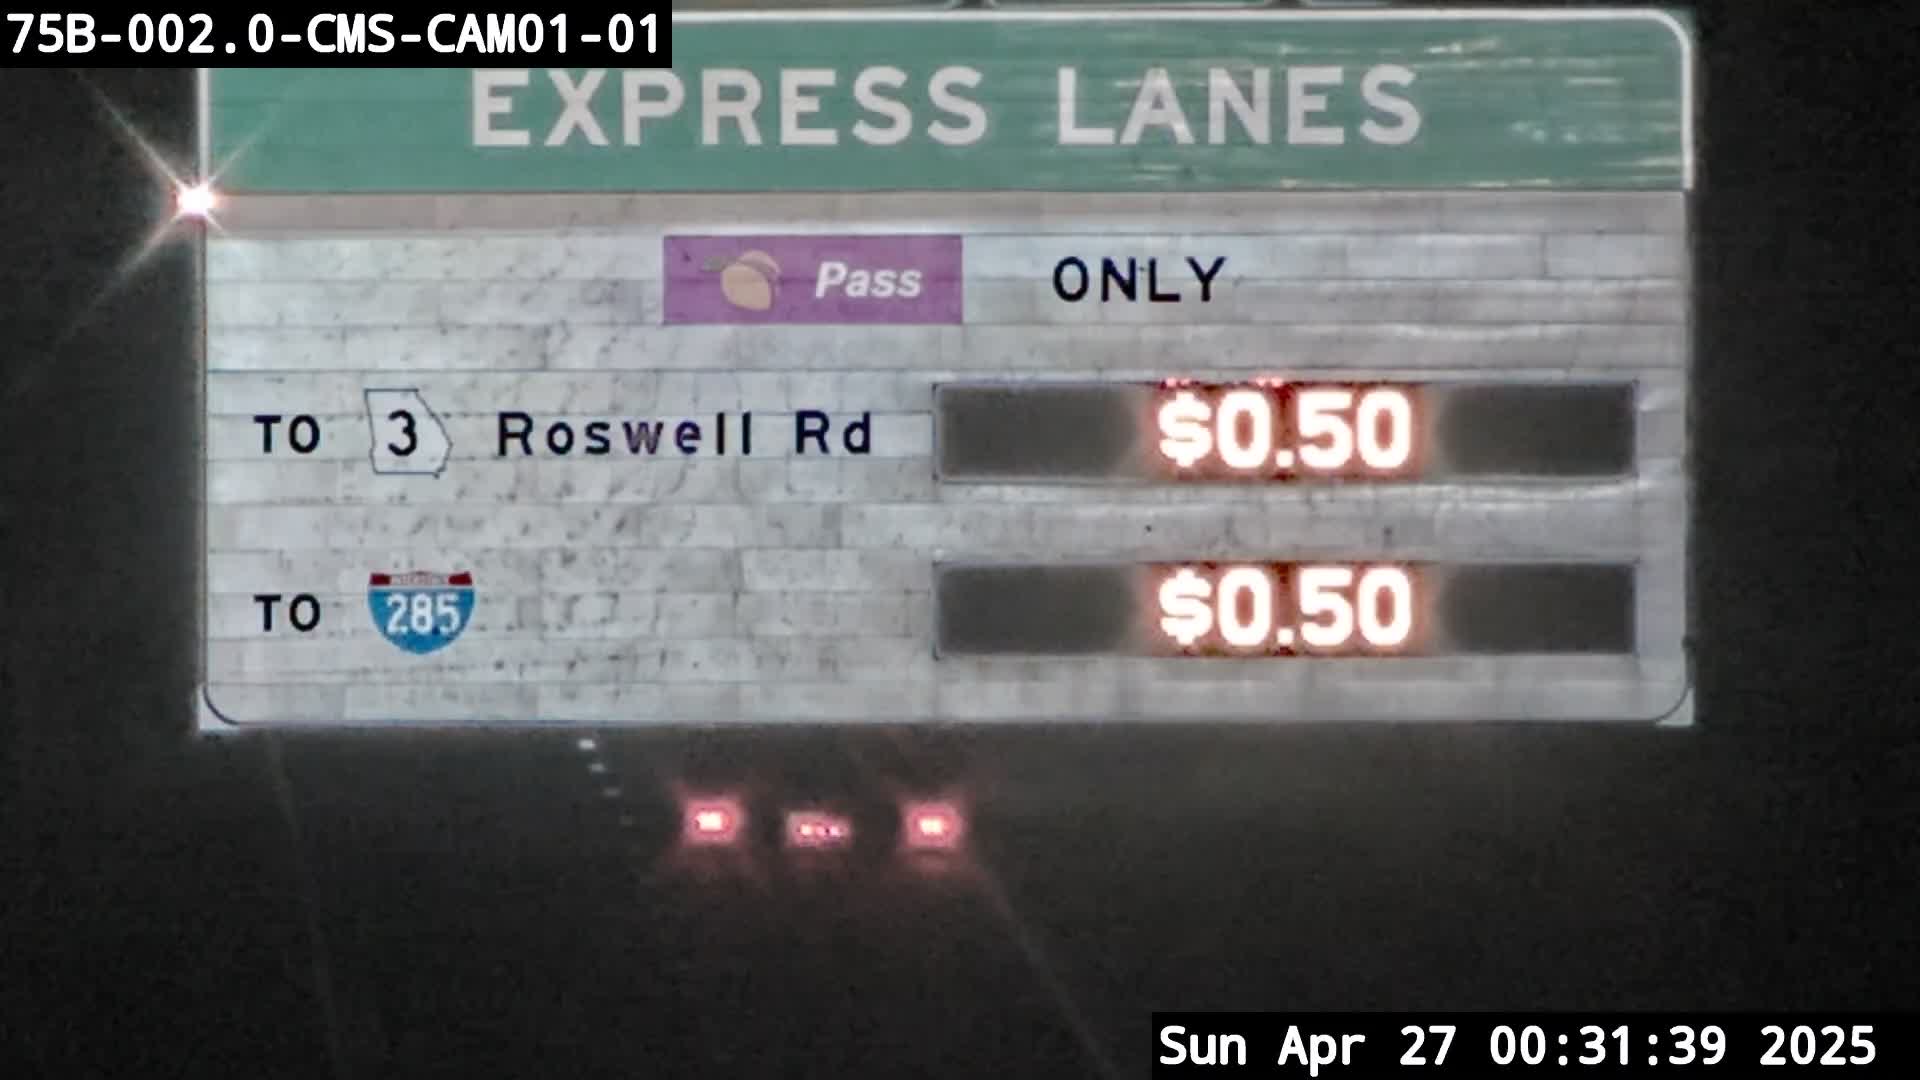 75B-002.0-CMS-CAM01-01
EXPRESS LANES
Pass ONLY
TO 3 Roswell Rd $0.50
TO 285 $0.50
Sun Apr 27 00:31:39 2025